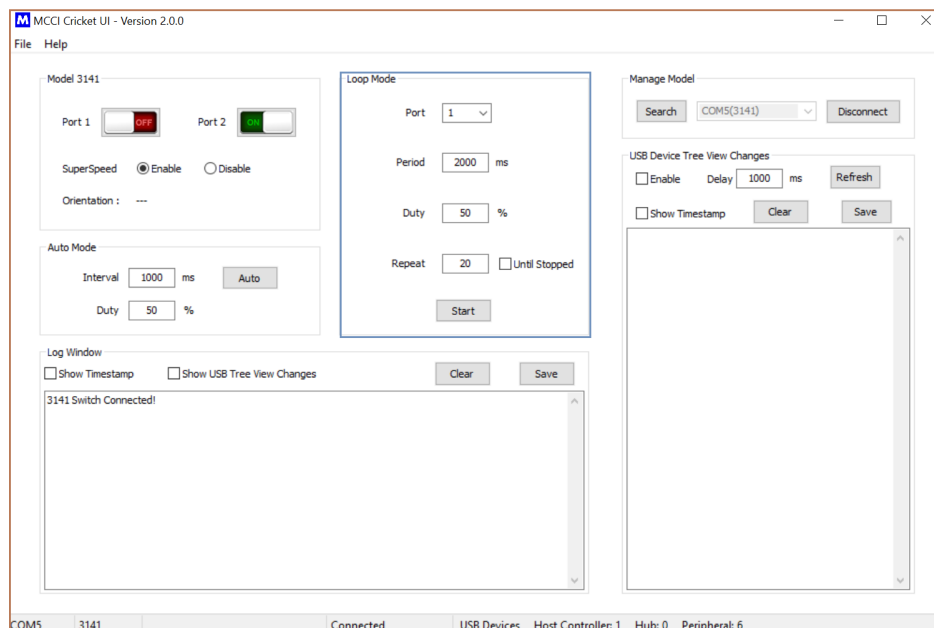 MCCI Cricket UI - Version 2.0.0
File Help
Model 3141
Port 1 OFF Port 2 ON
SuperSpeed Enable Disable
Orientation : ---
Auto Mode
Interval 1000 ms Auto
Duty 50 %
Loop Mode
Port 1
Period 2000 ms
Duty 50 %
Repeat 20 Until Stopped
Start
Manage Model
Search COM5(3141) Disconnect
USB Device Tree View Changes
Enable Delay 1000 ms Refresh
Show Timestamp Clear Save
Log Window
Show Timestamp Show USB Tree View Changes Clear Save
3141 Switch Connected!
COM5 3141 Connected USB Devices Host Controller: 1 Hub: 0 Peripheral: 6